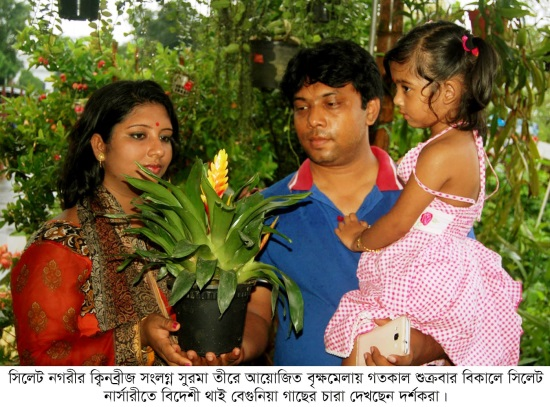 সিলেট নগরীর ক্বিনব্রীজ সংলগ্ন সুরমা তীরে আয়োজিত বৃক্ষমেলায় গতকাল শুক্রবার বিকালে সিলেট
নার্সারীতে বিদেশী থাই বেগুনিয়া গাছের চারা দেখছেন দর্শকরা।